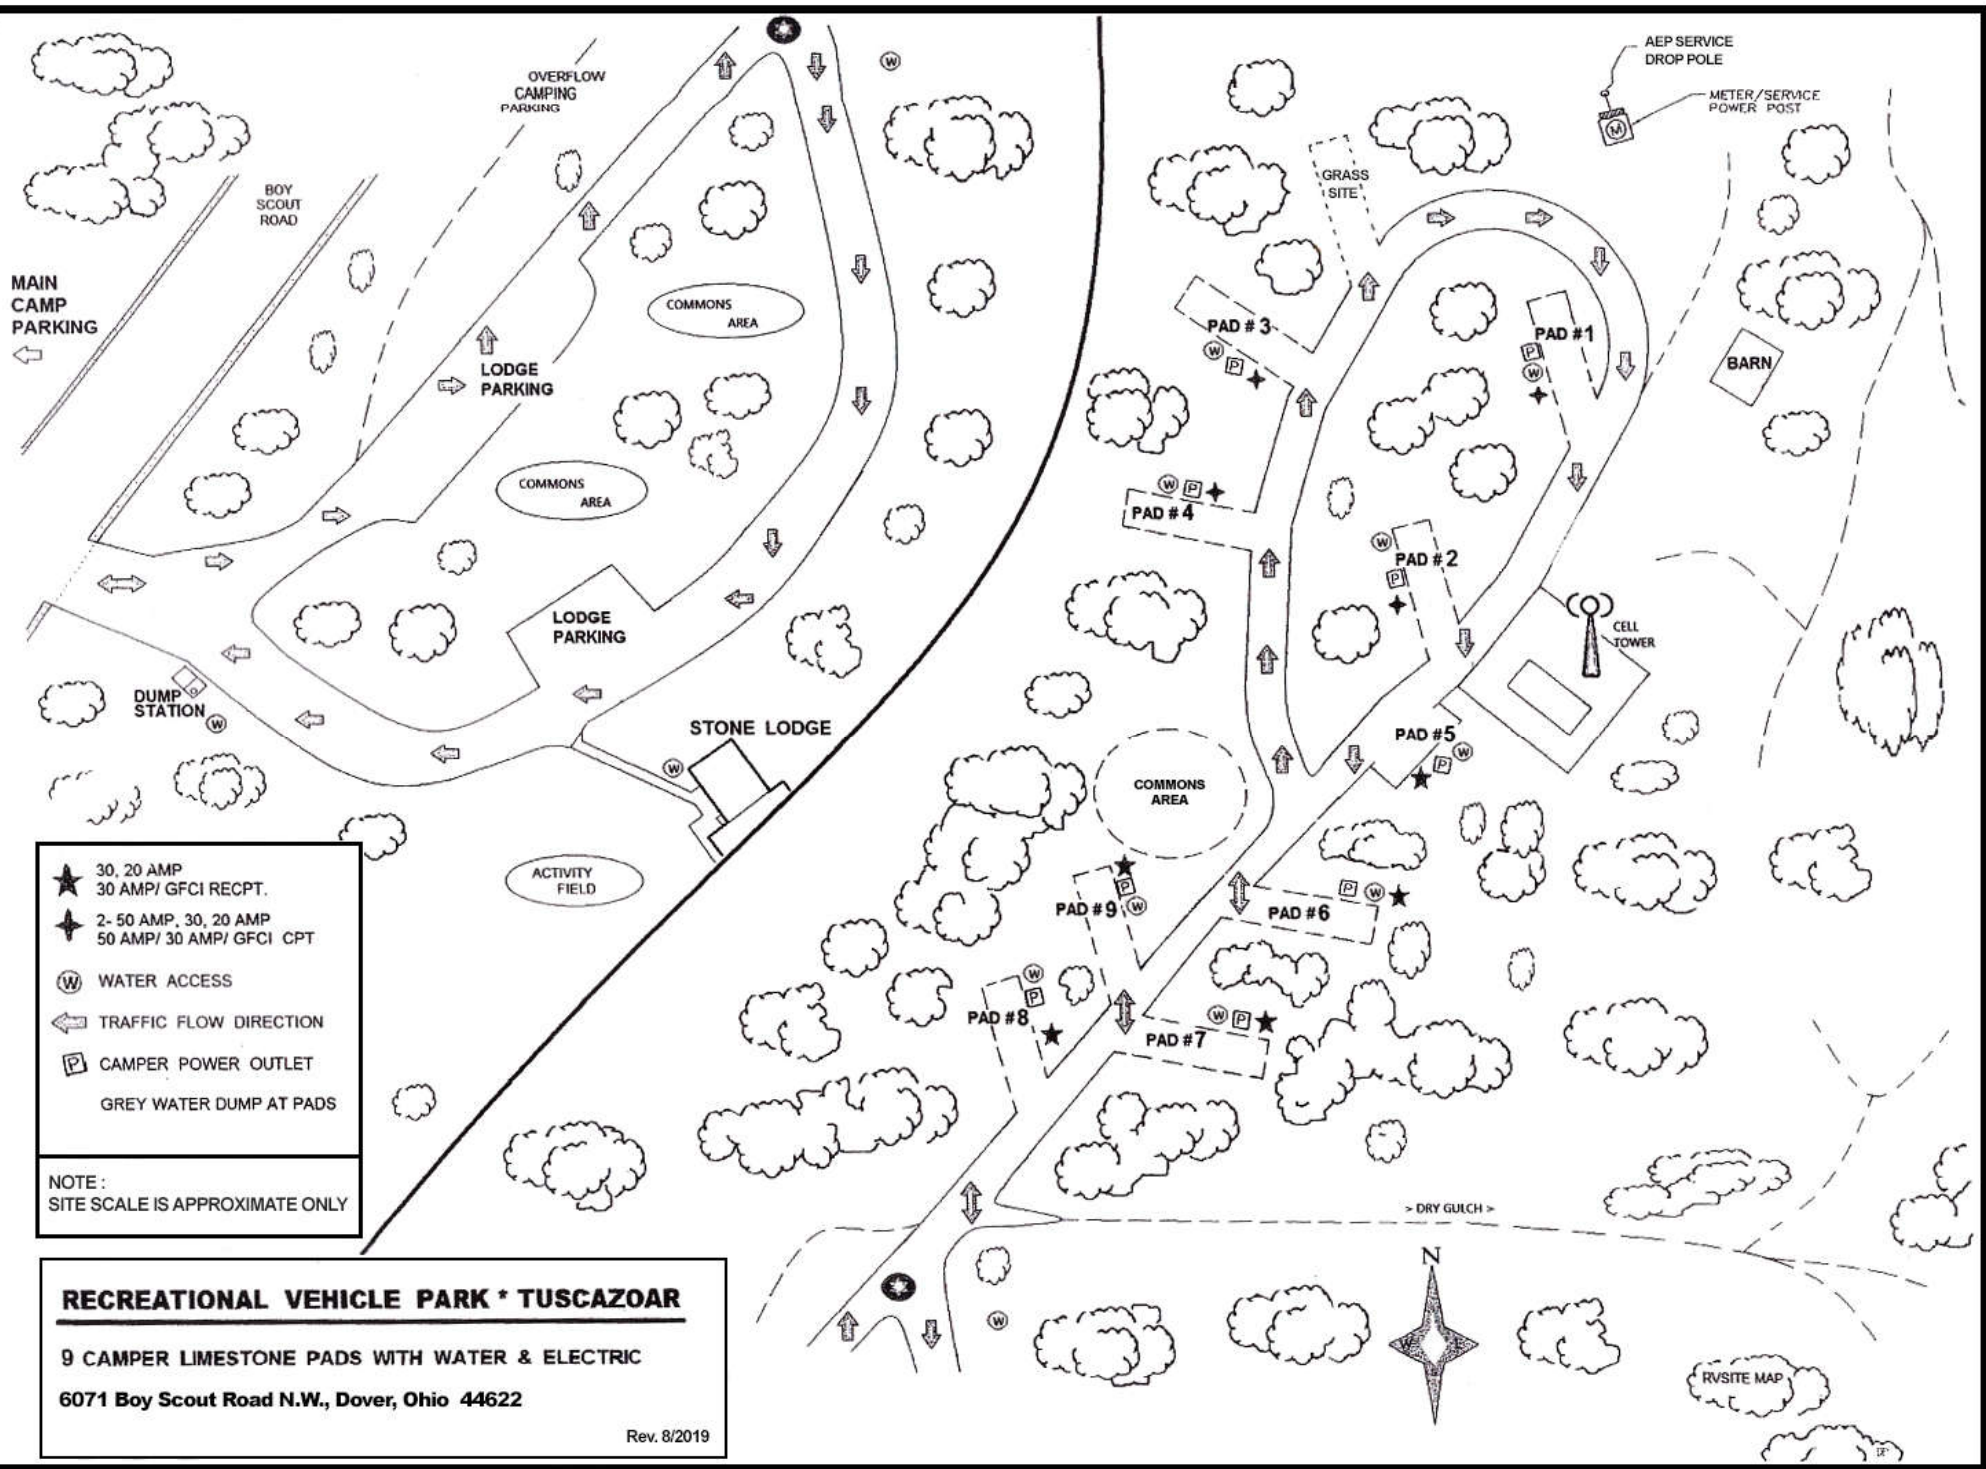 OVERFLOW
CAMPING
PARKING
BOY
SCOUT
ROAD
MAIN
CAMP
PARKING
COMMONS
AREA
LODGE
PARKING
COMMONS
AREA
LODGE
PARKING
DUMP
STATION
W
W
W
STONE LODGE
ACTIVITY
FIELD
AEP SERVICE
DROP POLE
METER/SERVICE
POWER POST
M
GRASS
SITE
PAD # 3
W
P
PAD #1
P
W
BARN
W
P
PAD # 4
W
PAD #2
P
CELL
TOWER
PAD #5
W
P
COMMONS
AREA
P
W
PAD #6
P
PAD #9
W
W
P
PAD #8
W
P
PAD #7
> DRY GULCH >
W
N
W
E
RVSITE MAP
30, 20 AMP
30 AMP/ GFCI RECPT.
2- 50 AMP, 30, 20 AMP
50 AMP/ 30 AMP/ GFCI CPT
W WATER ACCESS
TRAFFIC FLOW DIRECTION
P CAMPER POWER OUTLET
GREY WATER DUMP AT PADS
NOTE :
SITE SCALE IS APPROXIMATE ONLY
RECREATIONAL VEHICLE PARK * TUSCAZOAR
9 CAMPER LIMESTONE PADS WITH WATER & ELECTRIC
6071 Boy Scout Road N.W., Dover, Ohio 44622
Rev. 8/2019